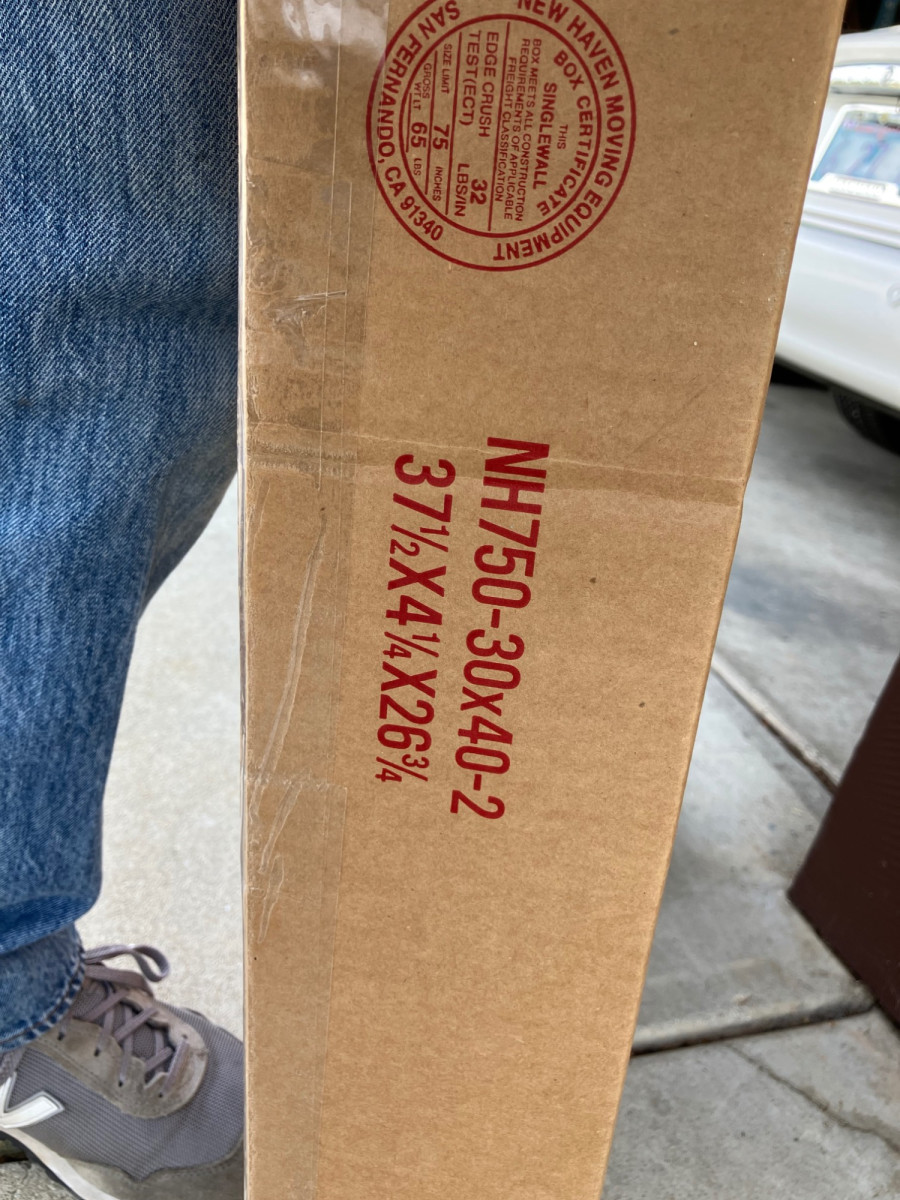 NEW HAVEN MOVING EQUIPMENT
SAN FERNANDO, CA 91340
BOX CERTIFICATE
THIS
SINGLEWALL
BOX MEETS ALL CONSTRUCTION
REQUIREMENTS OF APPLICABLE
FREIGHT CLASSIFICATION
EDGE CRUSH
TEST(ECT) 32 LBS/IN
SIZE LIMIT 75 INCHES
GROSS WT LT 65 LBS
NH750-30x40-2
37½X4¼X26¾